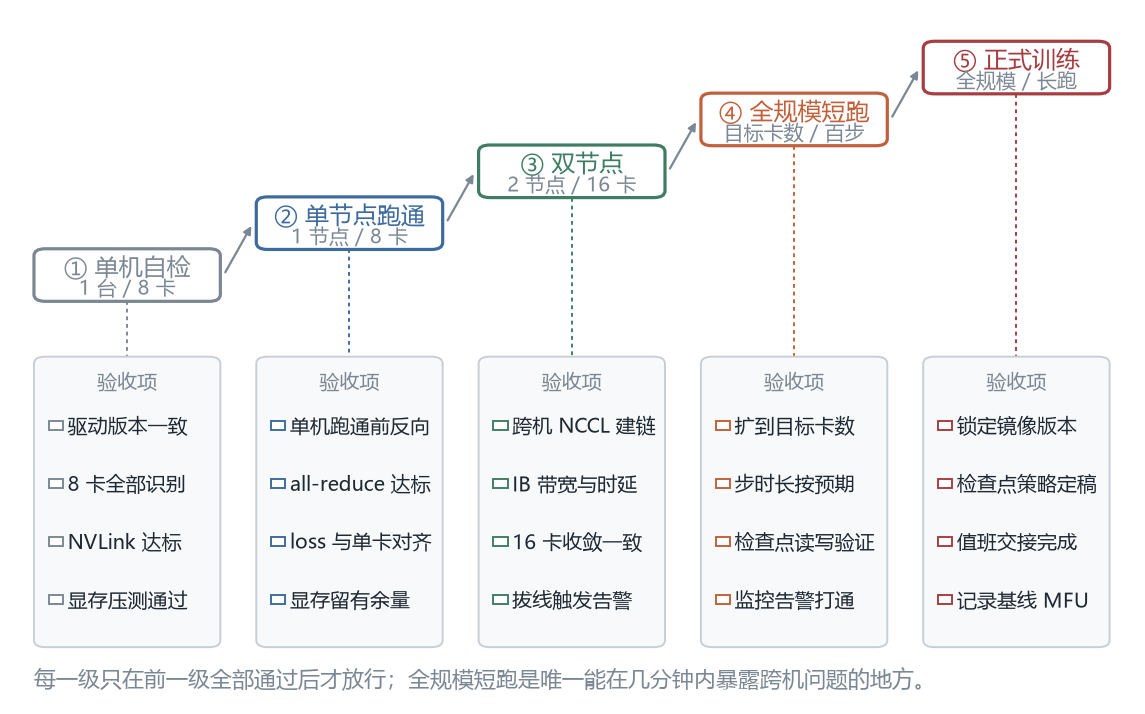 ① 单机自检
1 台 / 8 卡
② 单节点跑通
1 节点 / 8 卡
③ 双节点
2 节点 / 16 卡
④ 全规模短跑
目标卡数 / 百步
⑤ 正式训练
全规模 / 长跑
验收项
驱动版本一致
8 卡全部识别
NVLink 达标
显存压测通过
验收项
单机跑通前反向
all-reduce 达标
loss 与单卡对齐
显存留有余量
验收项
跨机 NCCL 建链
IB 带宽与时延
16 卡收敛一致
拔线触发告警
验收项
扩到目标卡数
步时长按预期
检查点读写验证
监控告警打通
验收项
锁定镜像版本
检查点策略定稿
值班交接完成
记录基线 MFU
每一级只在前一级全部通过后才放行；全规模短跑是唯一能在几分钟内暴露跨机问题的地方。